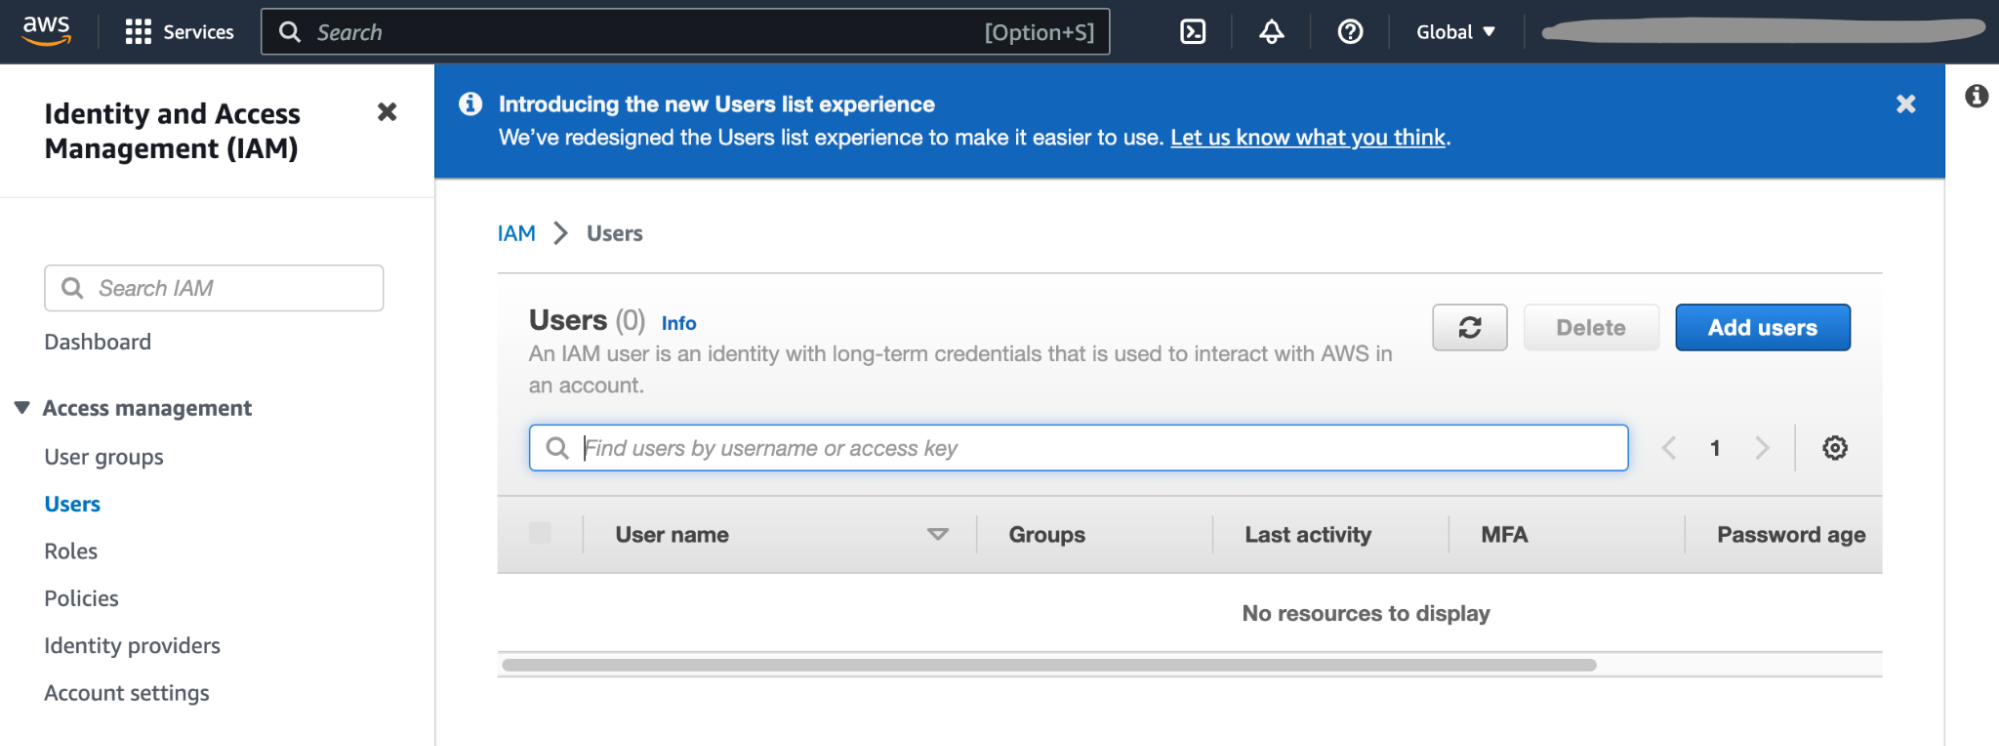 aws
Services
Search
[Option+S]
Global
Identity and Access
Management (IAM)
Search IAM
Dashboard
Access management
User groups
Users
Roles
Policies
Identity providers
Account settings
Introducing the new Users list experience
We've redesigned the Users list experience to make it easier to use. Let us know what you think.
IAM > Users
Users (0) Info
An IAM user is an identity with long-term credentials that is used to interact with AWS in
an account.
Delete
Add users
Find users by username or access key
1
User name Groups Last activity MFA Password age
No resources to display